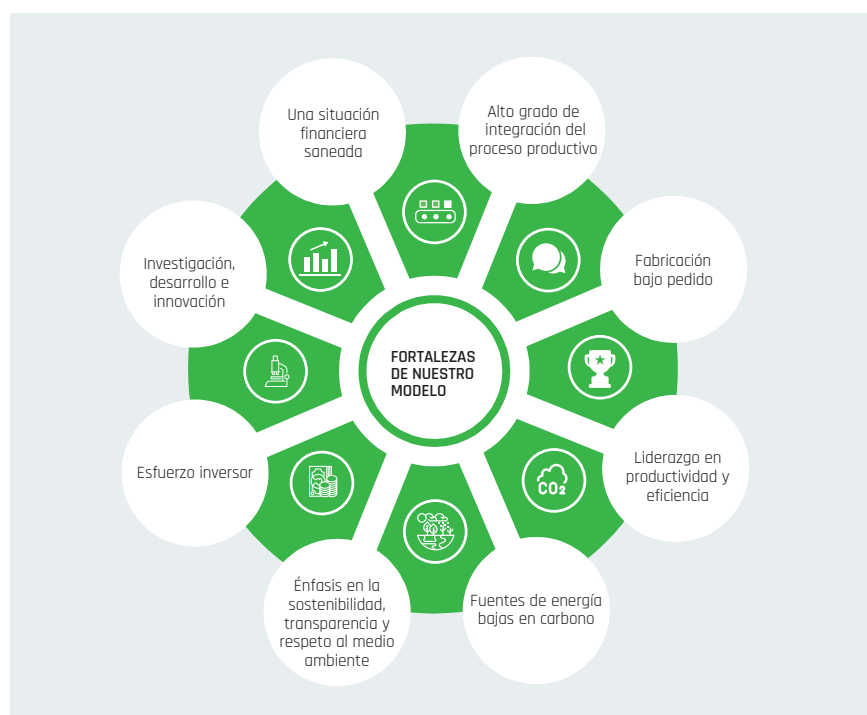 Una situación
financiera
saneada
Alto grado de
integración del
proceso productivo
Investigación,
desarrollo e
innovación
Fabricación
bajo pedido
FORTALEZAS
DE NUESTRO
MODELO
Esfuerzo inversor
Liderazgo en
productividad y
eficiencia
CO₂
Énfasis en la
sostenibilidad,
transparencia y
respeto al medio
ambiente
Fuentes de energía
bajas en carbono